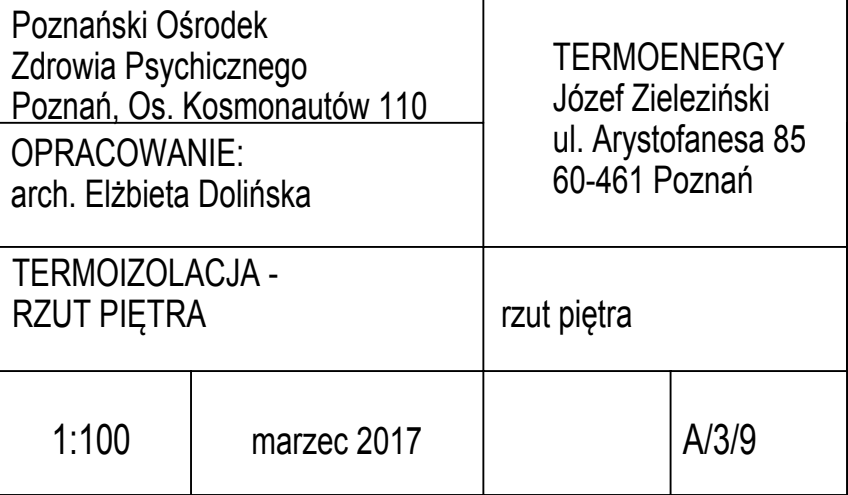 Poznański Ośrodek
Zdrowia Psychicznego
Poznań, Os. Kosmonautów 110
OPRACOWANIE:
arch. Elżbieta Dolińska
TERMOENERGY
Józef Zieleziński
ul. Arystofanesa 85
60-461 Poznań
TERMOIZOLACJA -
RZUT PIĘTRA
rzut piętra
1:100
marzec 2017
A/3/9